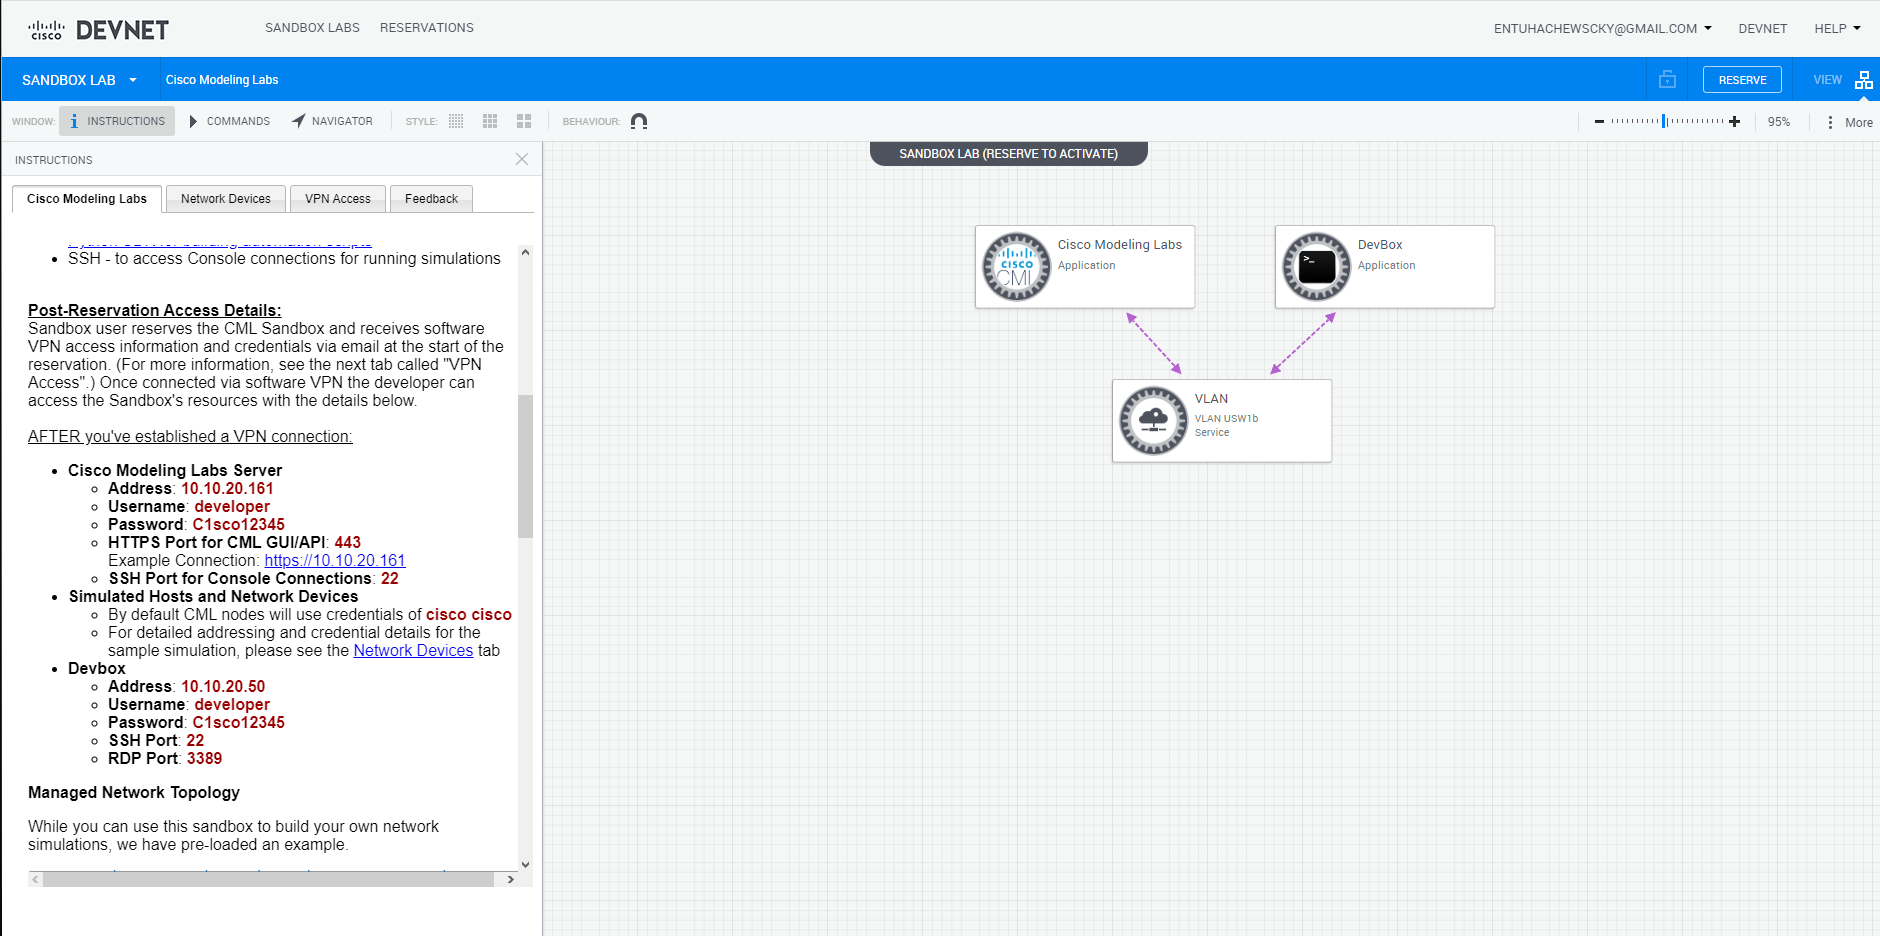 cisco DEVNET
SANDBOX LABS
RESERVATIONS
ENTUHACHEWSCKY@GMAIL.COM
DEVNET
HELP
SANDBOX LAB
Cisco Modeling Labs
RESERVE
VIEW
WINDOW:
INSTRUCTIONS
COMMANDS
NAVIGATOR
STYLE:
BEHAVIOUR:
95%
More
INSTRUCTIONS
Cisco Modeling Labs
Network Devices
VPN Access
Feedback
Python SDK for building automation scripts
SSH - to access Console connections for running simulations
Post-Reservation Access Details:
Sandbox user reserves the CML Sandbox and receives software
VPN access information and credentials via email at the start of the
reservation. (For more information, see the next tab called "VPN
Access".) Once connected via software VPN the developer can
access the Sandbox's resources with the details below.
AFTER you've established a VPN connection:
Cisco Modeling Labs Server
Address: 10.10.20.161
Username: developer
Password: C1sco12345
HTTPS Port for CML GUI/API: 443
Example Connection: https://10.10.20.161
SSH Port for Console Connections: 22
Simulated Hosts and Network Devices
By default CML nodes will use credentials of cisco cisco
For detailed addressing and credential details for the
sample simulation, please see the Network Devices tab
Devbox
Address: 10.10.20.50
Username: developer
Password: C1sco12345
SSH Port: 22
RDP Port: 3389
Managed Network Topology
While you can use this sandbox to build your own network
simulations, we have pre-loaded an example.
SANDBOX LAB (RESERVE TO ACTIVATE)
cisco
CML
Cisco Modeling Labs
Application
>_
DevBox
Application
VLAN
VLAN USW1b
Service